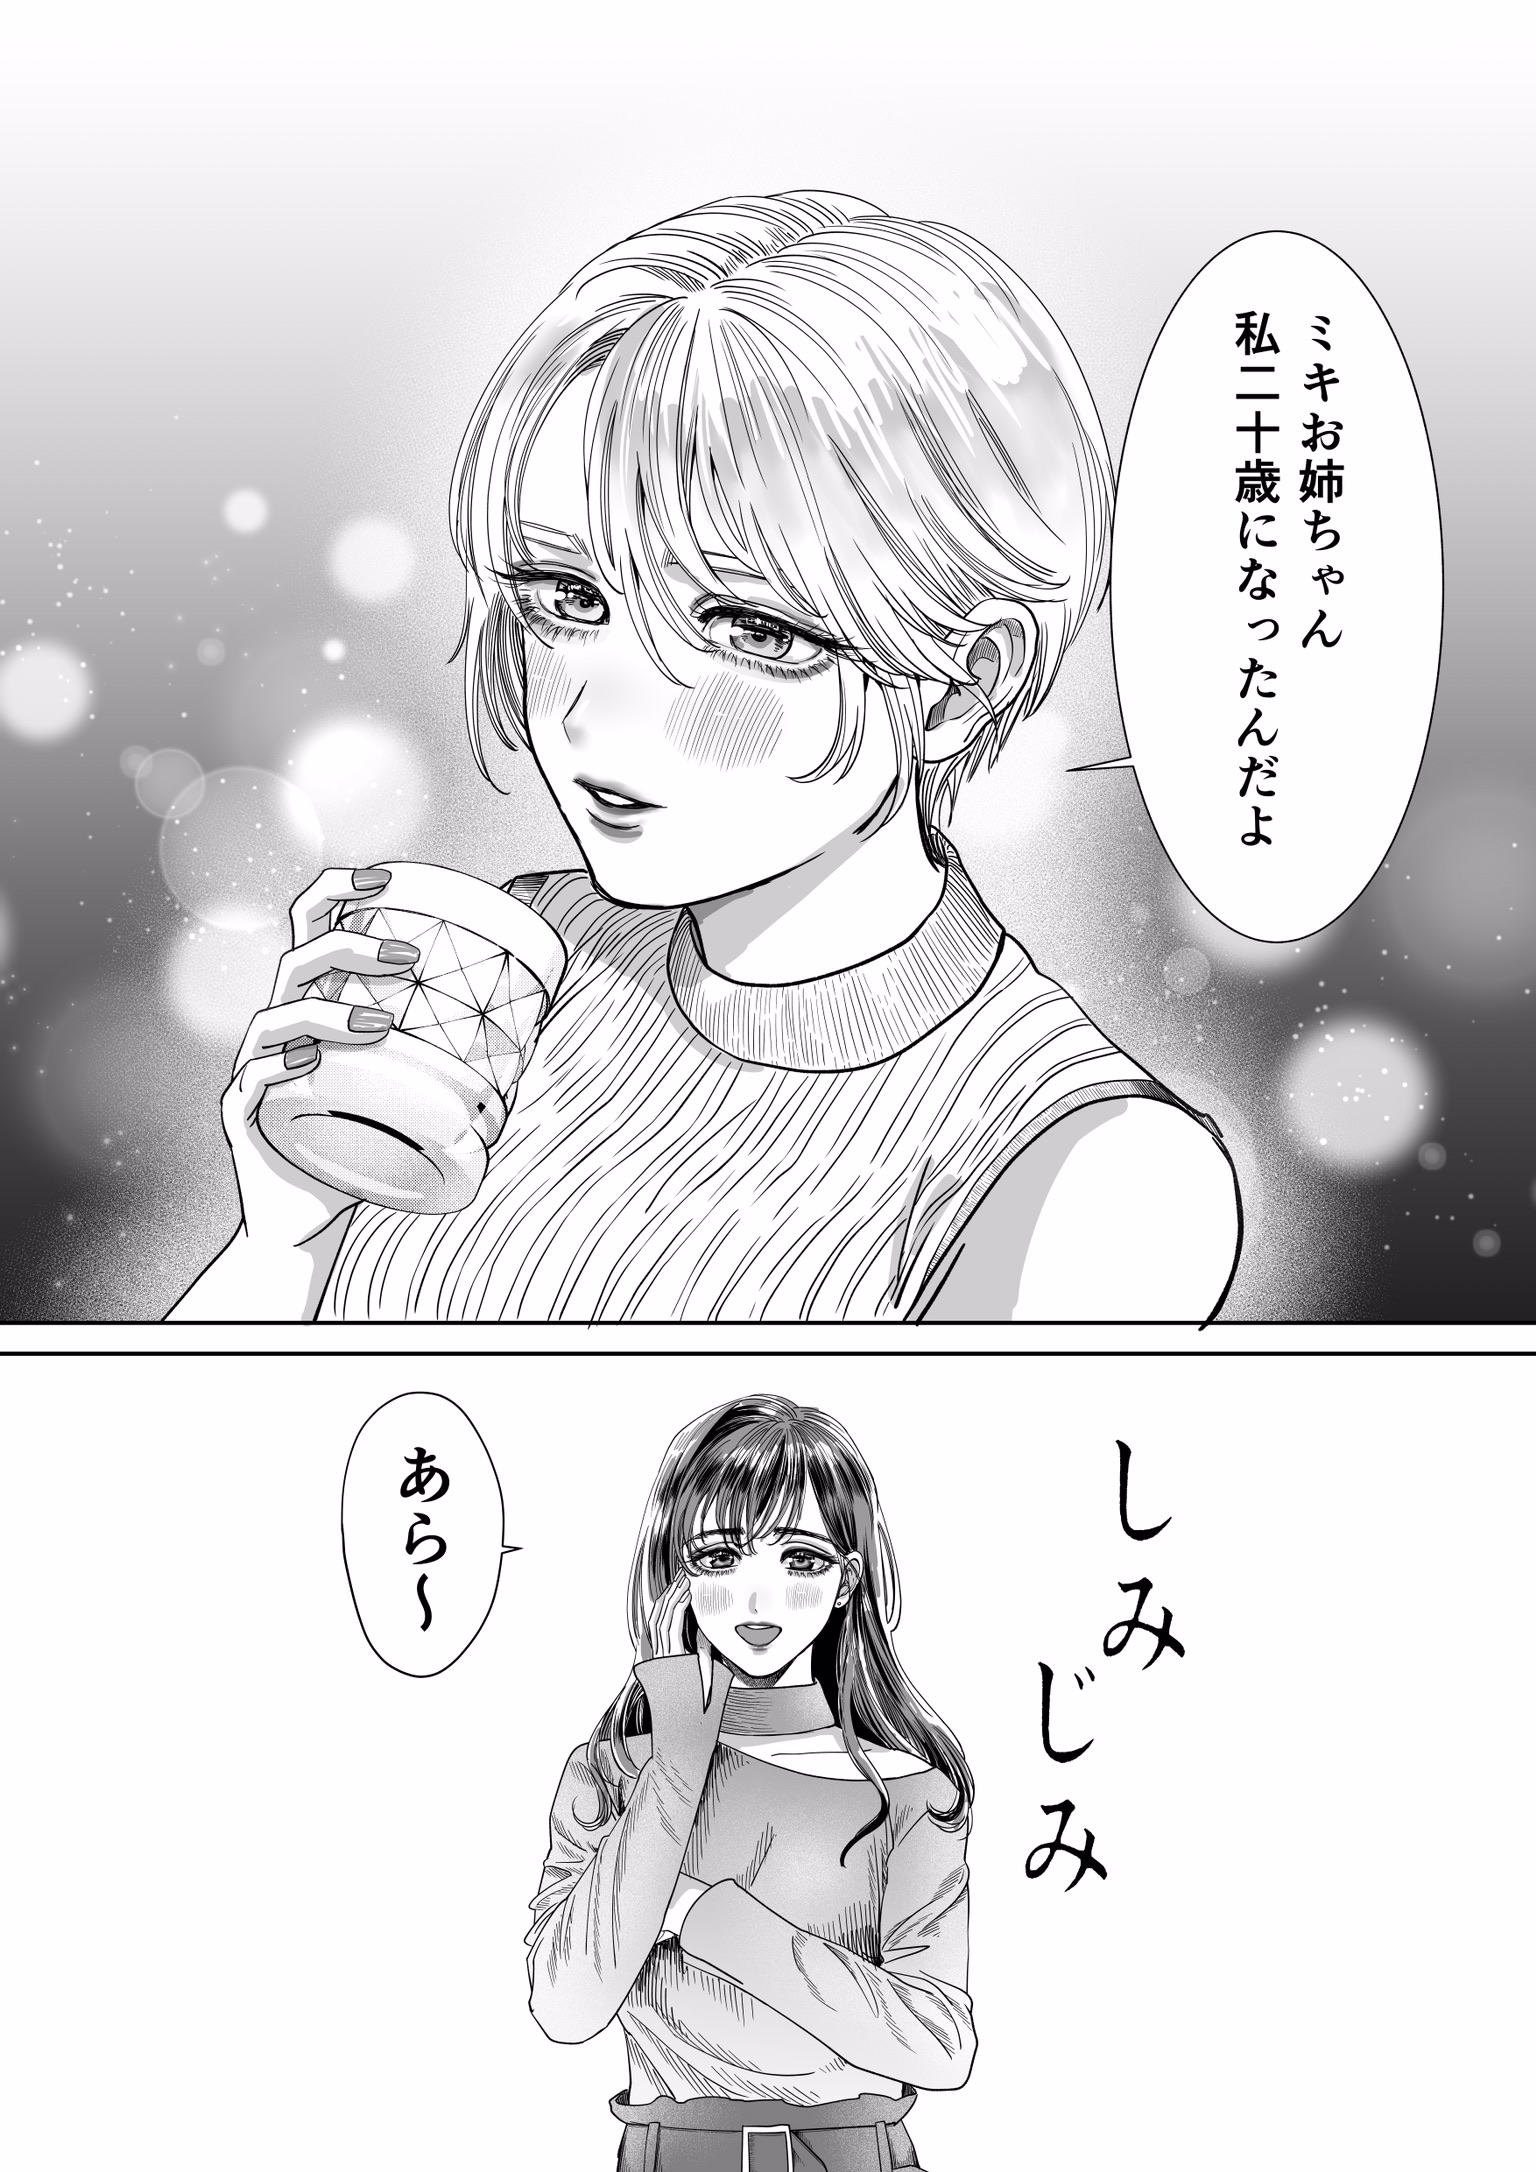 ミキお姉ちゃん
私二十歳になったんだよ
しみじみ
あら〜